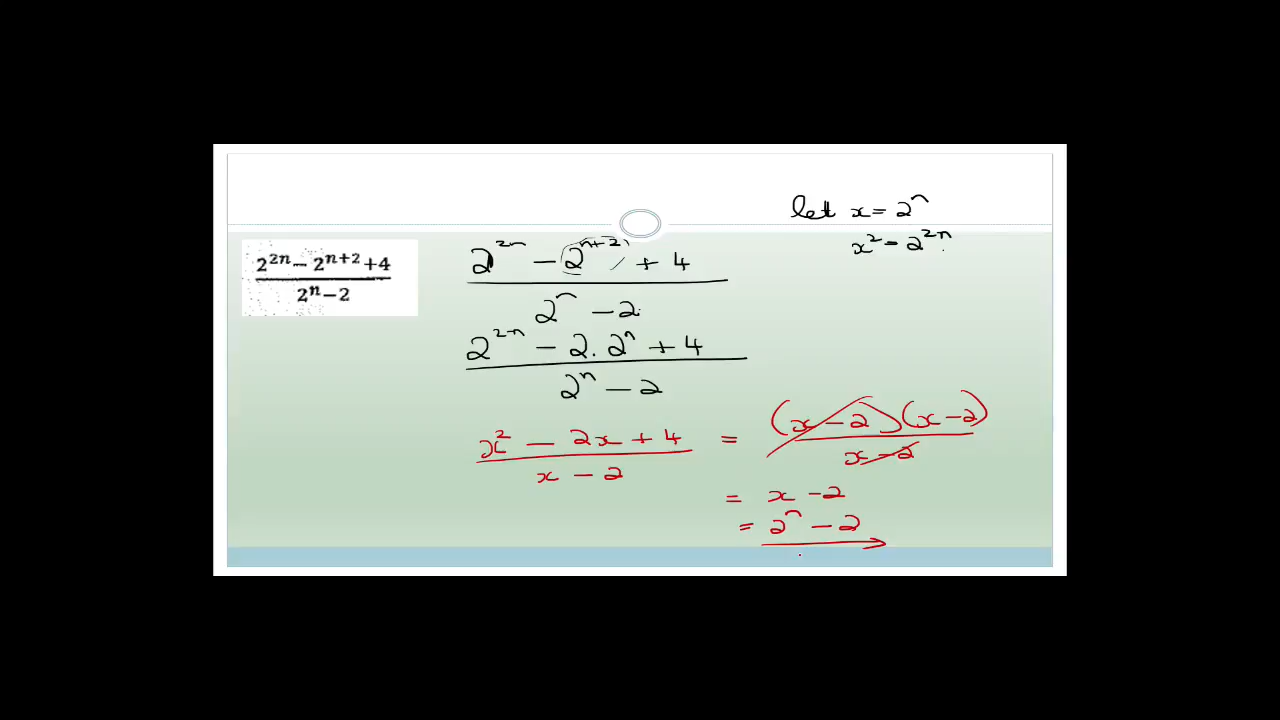 let x = 2^n
x² = 2^{2n}.
(2^{2n} - 2^{n+2} + 4) / (2^n - 2)
(2^{2n} - 2^{n+2} + 4) / (2^n - 2)
(2^{2n} - 2. 2^n + 4) / (2^n - 2)
(x² - 2x + 4) / (x - 2) = (x - 2)(x - 2) / (x - 2)
= x - 2
= 2^n - 2